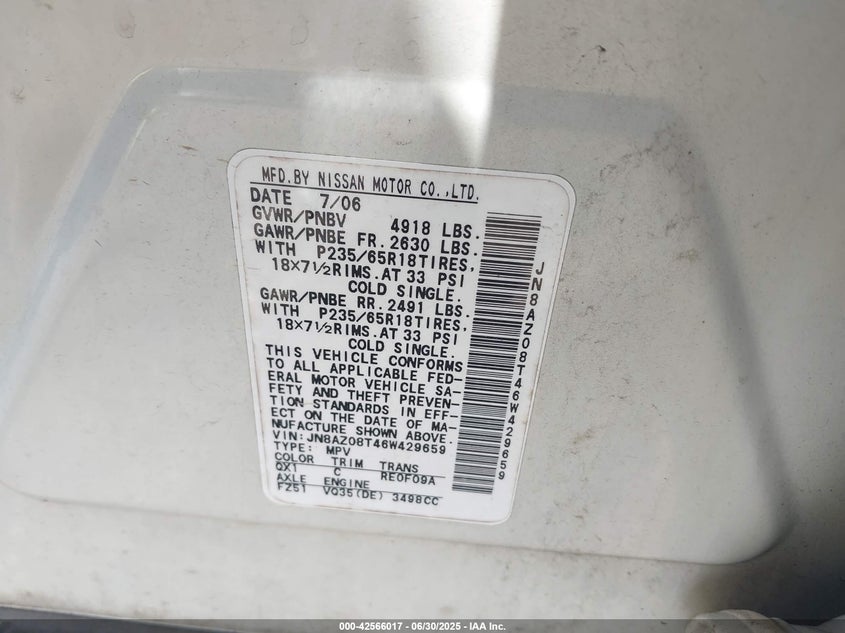 MFD.BY NISSAN MOTOR CO.,LTD.
DATE 7/06
GVWR/PNBV 4918 LBS.
GAWR/PNBE FR. 2630 LBS.
WITH P235/65R18TIRES,
18×7½RIMS.AT 33 PSI
COLD SINGLE.
GAWR/PNBE RR. 2491 LBS.
WITH P235/65R18TIRES,
18×7½RIMS.AT 33 PSI
COLD SINGLE.
THIS VEHICLE CONFORMS
TO ALL APPLICABLE FED-
ERAL MOTOR VEHICLE SA-
FETY AND THEFT PREVEN-
TION STANDARDS IN EFF-
ECT ON THE DATE OF MA-
NUFACTURE SHOWN ABOVE.
VIN:JN8AZ08T46W429659
TYPE: MPV
COLOR TRIM TRANS
QX1 C RE0F09A
AXLE ENGINE
FZ51 VQ35(DE) 3498CC
JN8AZ08T46W429659
000-42566017 - 06/30/2025 - IAA Inc.